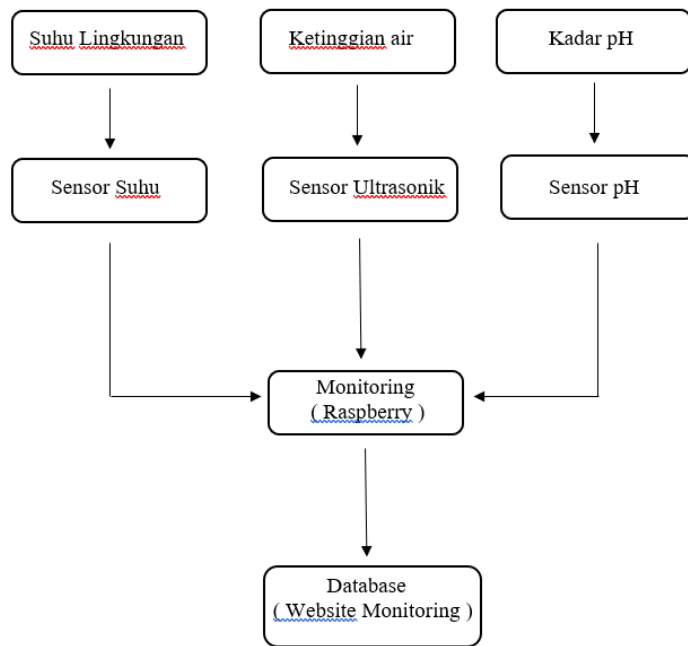 Suhu Lingkungan
Ketinggian air
Kadar pH
Sensor Suhu
Sensor Ultrasonik
Sensor pH
Monitoring
( Raspberry )
Database
( Website Monitoring )